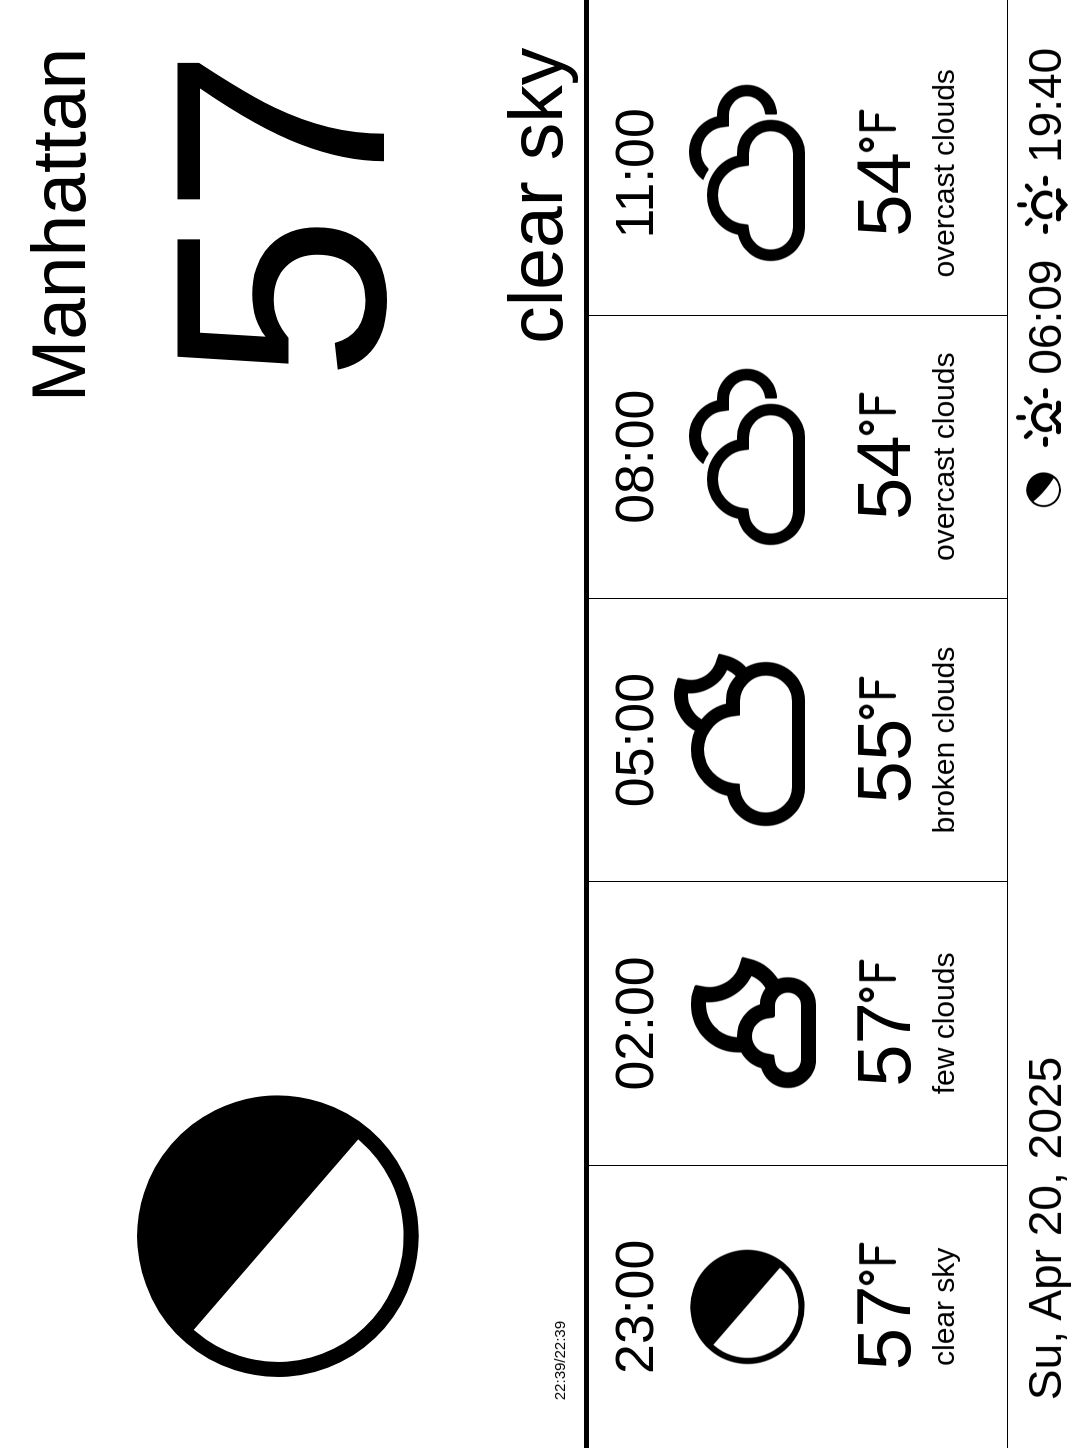 Manhattan
57
clear sky
22:39/22:39
23:00
57°F
clear sky
02:00
57°F
few clouds
05:00
55°F
broken clouds
08:00
54°F
overcast clouds
11:00
54°F
overcast clouds
Su, Apr 20, 2025
06:09
19:40